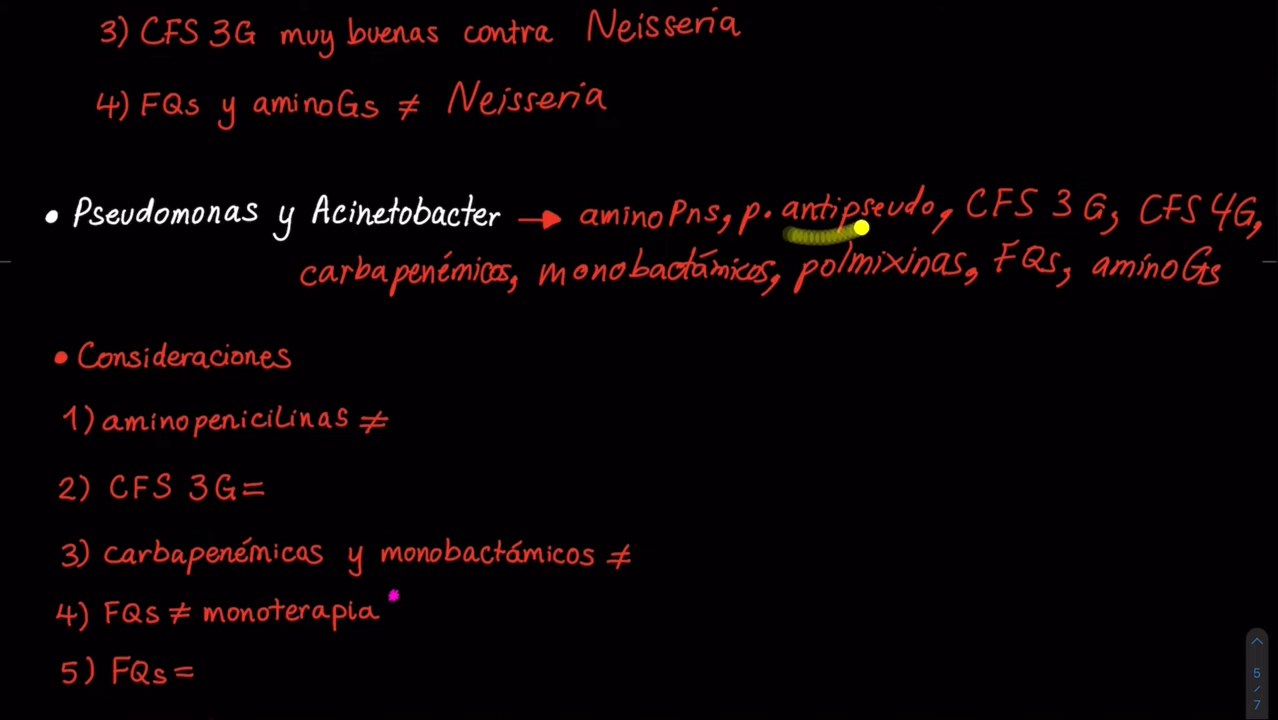 3) CFS 3G muy buenas contra Neisseria
4) FQs y aminoGs ≠ Neisseria
• Pseudomonas y Acinetobacter → aminoPns, p. antipseudo, CFS 3G, CFS 4G,
carbapenémicos, monobactámicos, polmixinas, FQs, aminoGs
• Consideraciones
1) aminopenicilinas ≠
2) CFS 3G =
3) carbapenémicas y monobactámicos ≠
4) FQs ≠ monoterapia *
5) FQs =
5
/
7